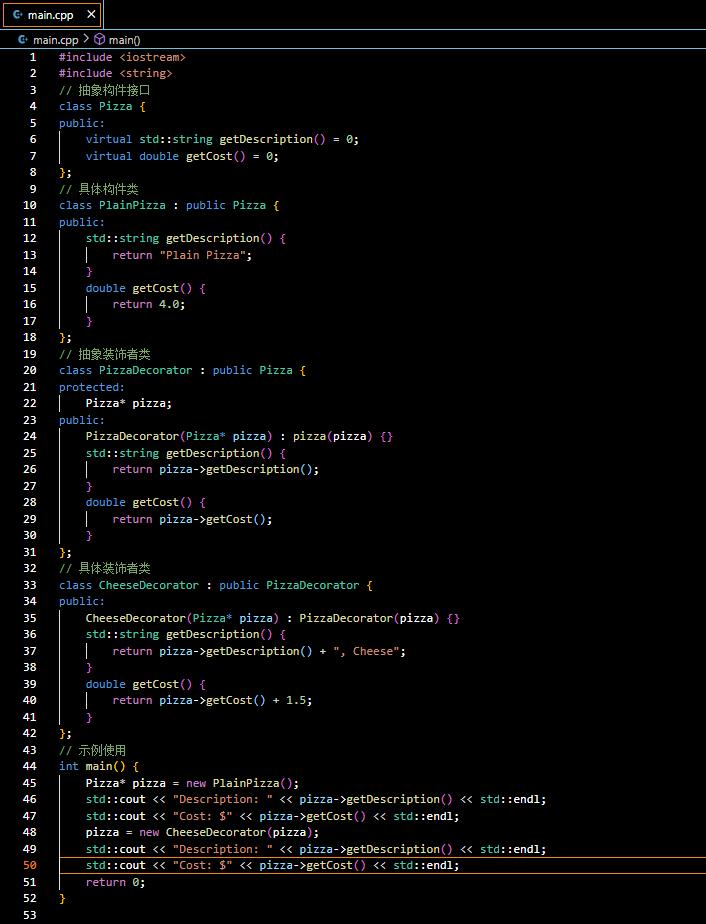 main.cpp ×
main.cpp > main()
1 #include <iostream>
2 #include <string>
3 // 抽象构件接口
4 class Pizza {
5 public:
6     virtual std::string getDescription() = 0;
7     virtual double getCost() = 0;
8 };
9 // 具体构件类
10 class PlainPizza : public Pizza {
11 public:
12     std::string getDescription() {
13         return "Plain Pizza";
14     }
15     double getCost() {
16         return 4.0;
17     }
18 };
19 // 抽象装饰者类
20 class PizzaDecorator : public Pizza {
21 protected:
22     Pizza* pizza;
23 public:
24     PizzaDecorator(Pizza* pizza) : pizza(pizza) {}
25     std::string getDescription() {
26         return pizza->getDescription();
27     }
28     double getCost() {
29         return pizza->getCost();
30     }
31 };
32 // 具体装饰者类
33 class CheeseDecorator : public PizzaDecorator {
34 public:
35     CheeseDecorator(Pizza* pizza) : PizzaDecorator(pizza) {}
36     std::string getDescription() {
37         return pizza->getDescription() + ", Cheese";
38     }
39     double getCost() {
40         return pizza->getCost() + 1.5;
41     }
42 };
43 // 示例使用
44 int main() {
45     Pizza* pizza = new PlainPizza();
46     std::cout << "Description: " << pizza->getDescription() << std::endl;
47     std::cout << "Cost: $" << pizza->getCost() << std::endl;
48     pizza = new CheeseDecorator(pizza);
49     std::cout << "Description: " << pizza->getDescription() << std::endl;
50     std::cout << "Cost: $" << pizza->getCost() << std::endl;
51     return 0;
52 }
53